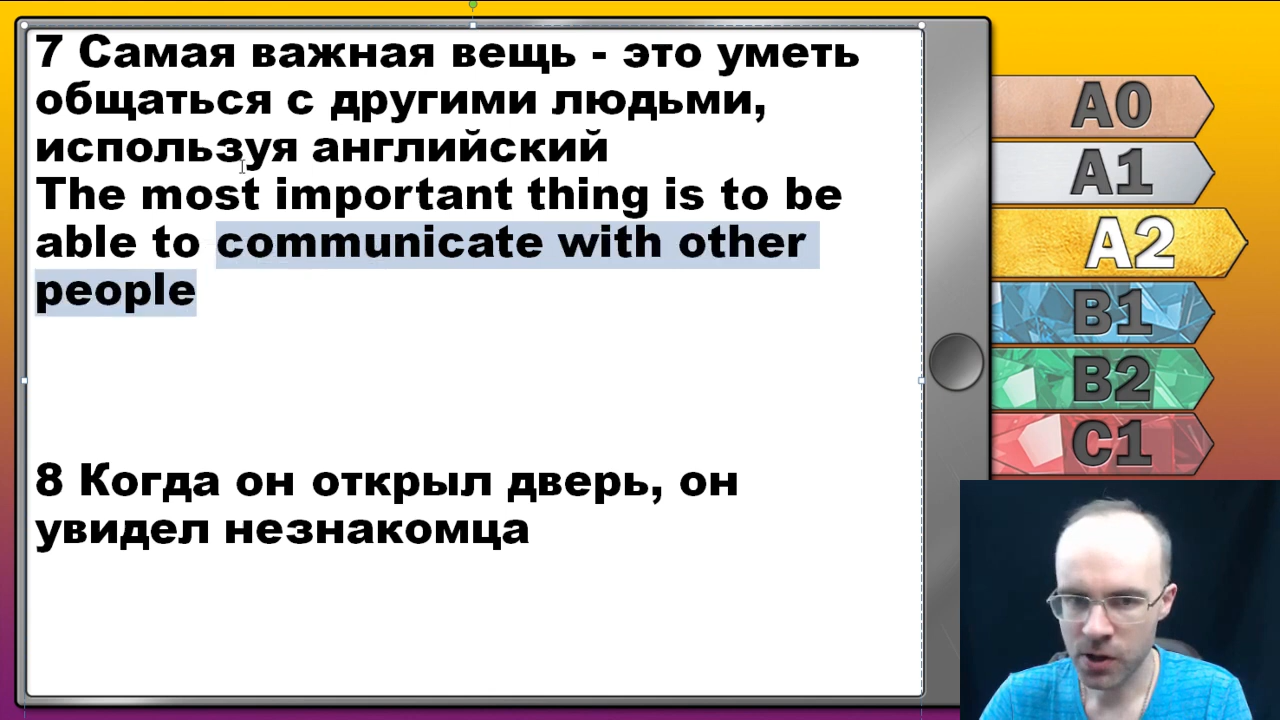 7 Самая важная вещь - это уметь
общаться с другими людьми,
используя английский
The most important thing is to be
able to communicate with other
people
8 Когда он открыл дверь, он
увидел незнакомца
A0
A1
A2
B1
B2
C1